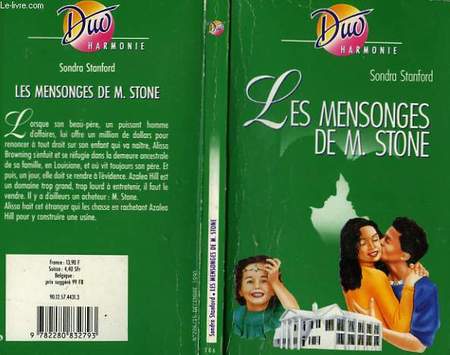 Le-livre.com
Duo
HARMONIE
Sondra Stanford
LES MENSONGES DE M. STONE
Lorsque son beau-père, un puissant homme
d'affaires, lui offre un million de dollars pour
renoncer à tout droit sur son enfant qui va naître, Alissa
Browning s'enfuit et se réfugie dans la demeure ancestrale
de sa famille, en Louisiane, et où vit toujours son père. Et
puis, un jour, elle doit se rendre à l'évidence. Azalea Hill
est un domaine trop grand, trop lourd à entretenir, il faut le
vendre. Il y a d'ailleurs un acheteur : M. Stone.
Alissa hait cet étranger qui les chasse en rachetant Azalea
Hill pour y construire une usine.
France : 13,90 F
Suisse : 4,40 Sfr
Belgique :
prix suggéré 99 FB
9 782280 832793
Duo
Sondra Stanford • LES MENSONGES DE M. STONE
Duo
HARMONIE
Sondra Stanford
LES MENSONGES
DE M. STONE